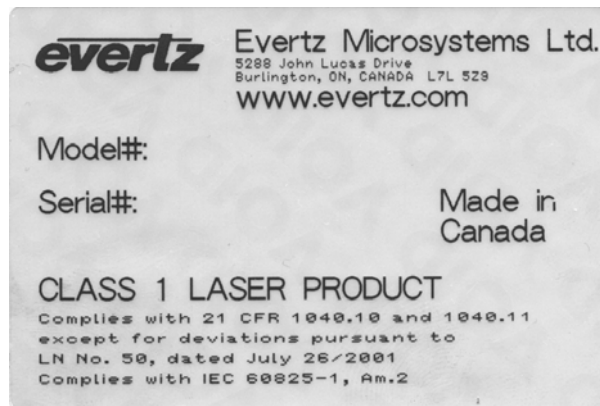 evertz
Evertz Microsystems Ltd.
5288 John Lucas Drive
Burlington, ON, CANADA L7L 5Z9
www.evertz.com
Model#:
Serial#:
Made in
Canada
CLASS 1 LASER PRODUCT
Complies with 21 CFR 1040.10 and 1040.11
except for deviations pursuant to
LN No. 50, dated July 26/2001
Complies with IEC 60825-1, Am.2